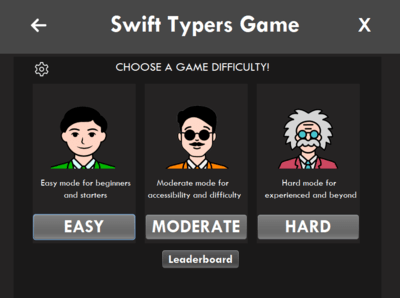 Swift Typers Game
X
CHOOSE A GAME DIFFICULTY!
Easy mode for beginners
and starters
Moderate mode for
accessibility and difficulty
Hard mode for
experienced and beyond
EASY
MODERATE
HARD
Leaderboard